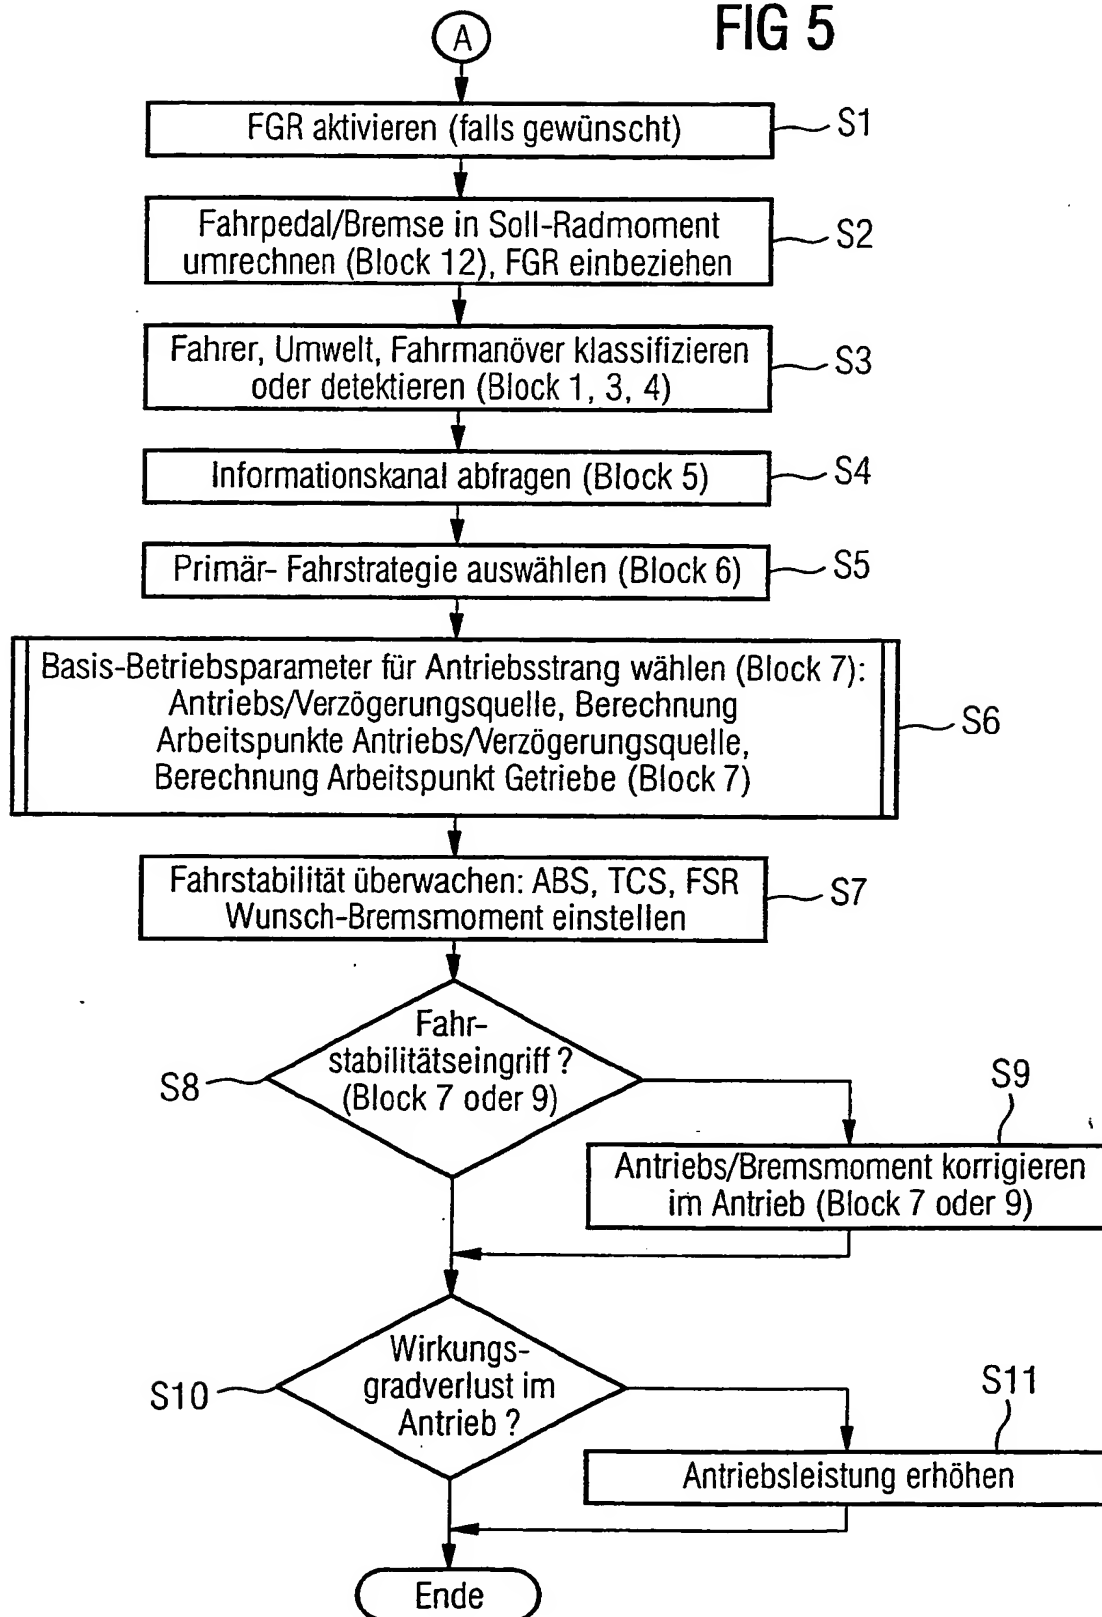 FIG 5
A
FGR aktivieren (falls gewünscht)
S1
Fahrpedal/Bremse in Soll-Radmoment
umrechnen (Block 12), FGR einbeziehen
S2
Fahrer, Umwelt, Fahrmanöver klassifizieren
oder detektieren (Block 1, 3, 4)
S3
Informationskanal abfragen (Block 5)
S4
Primär- Fahrstrategie auswählen (Block 6)
S5
Basis-Betriebsparameter für Antriebsstrang wählen (Block 7):
Antriebs/Verzögerungsquelle, Berechnung
Arbeitspunkte Antriebs/Verzögerungsquelle,
Berechnung Arbeitspunkt Getriebe (Block 7)
S6
Fahrstabilität überwachen: ABS, TCS, FSR
Wunsch-Bremsmoment einstellen
S7
Fahr-
stabilitätseingriff ?
(Block 7 oder 9)
S8
S9
Antriebs/Bremsmoment korrigieren
im Antrieb (Block 7 oder 9)
Wirkungs-
gradverlust im
Antrieb ?
S10
S11
Antriebsleistung erhöhen
Ende